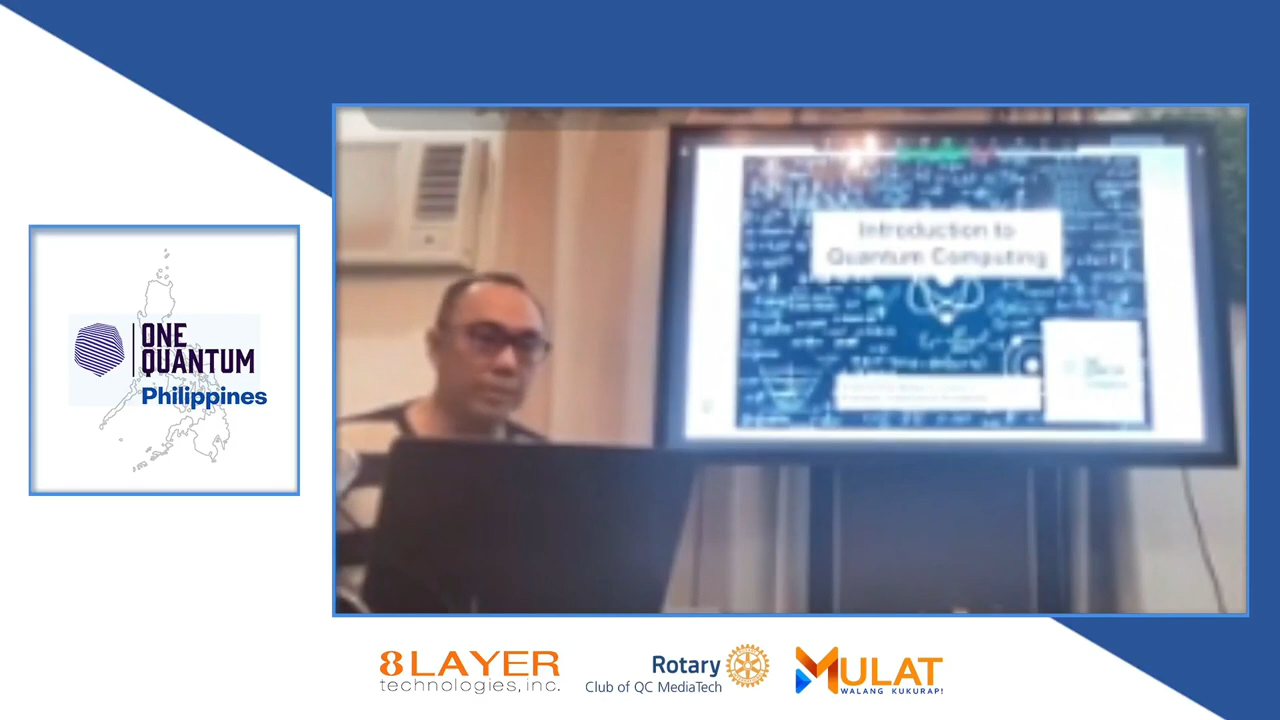 ONE
QUANTUM
Philippines
Introduction to
Quantum Computing
8LAYER
technologies, inc.
Rotary
Club of QC MediaTech
MULAT
WALANG KUKURAP!